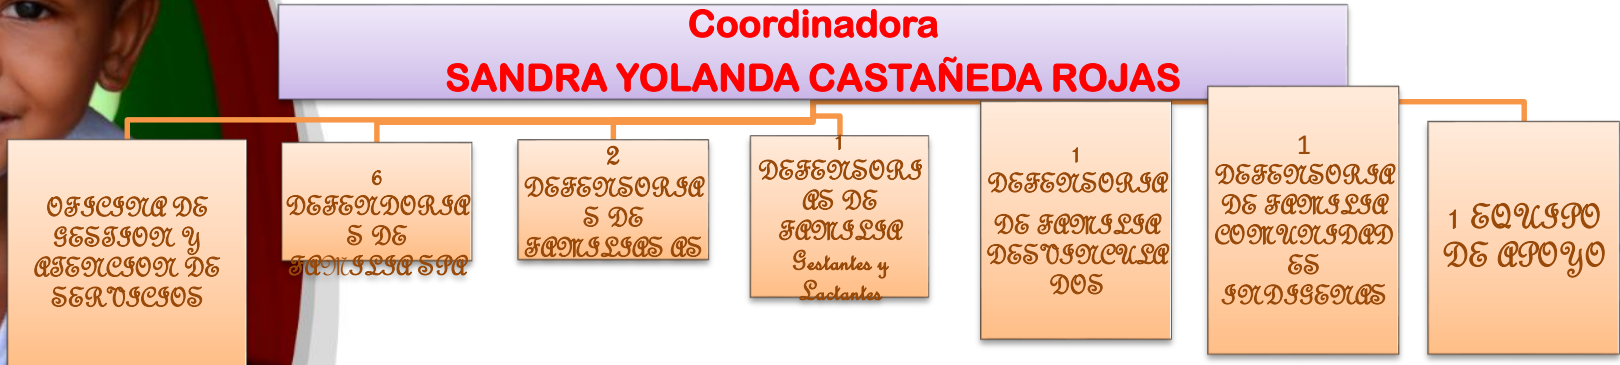 Coordinadora
SANDRA YOLANDA CASTAÑEDA ROJAS
OFICINA DE
GESTION Y
ATENCION DE
SERVICIOS
6
DEFENDORIA
S DE
FAMILIA SPA
2
DEFENSORIA
S DE
FAMILIAS AS
1
DEFENSORI
AS DE
FAMILIA
Gestantes y
Lactantes
1
DEFENSORIA
DE FAMILIA
DESVINCULA
DOS
1
DEFENSORIA
DE FAMILIA
COMUNIDAD
ES
INDIGENAS
1 EQUIPO
DE APOYO